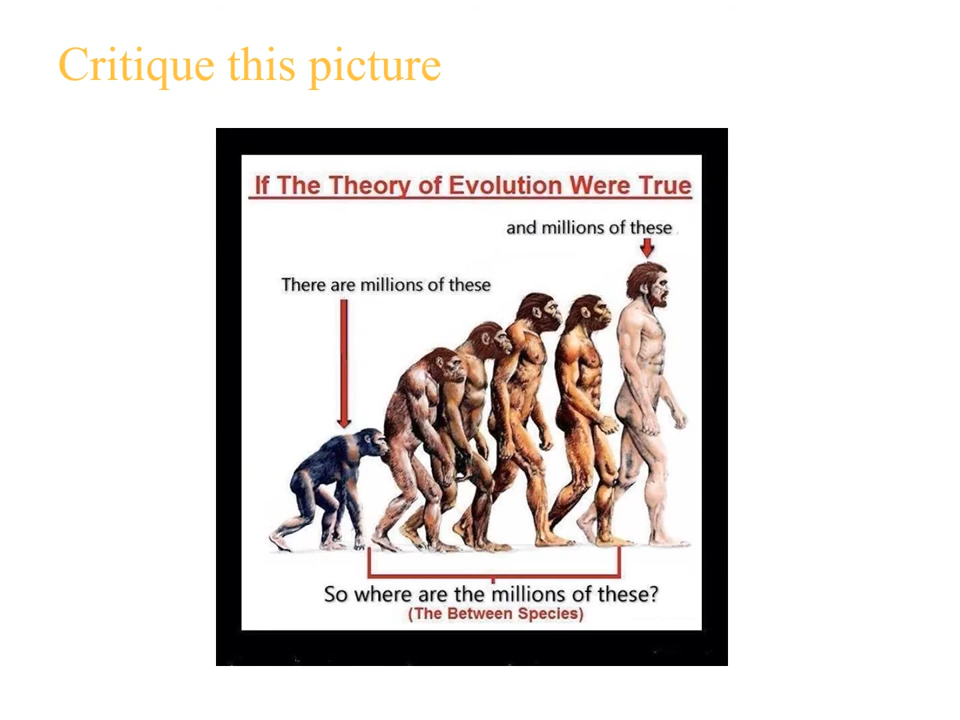 Critique this picture
If The Theory of Evolution Were True
and millions of these
There are millions of these
So where are the millions of these?
(The Between Species)